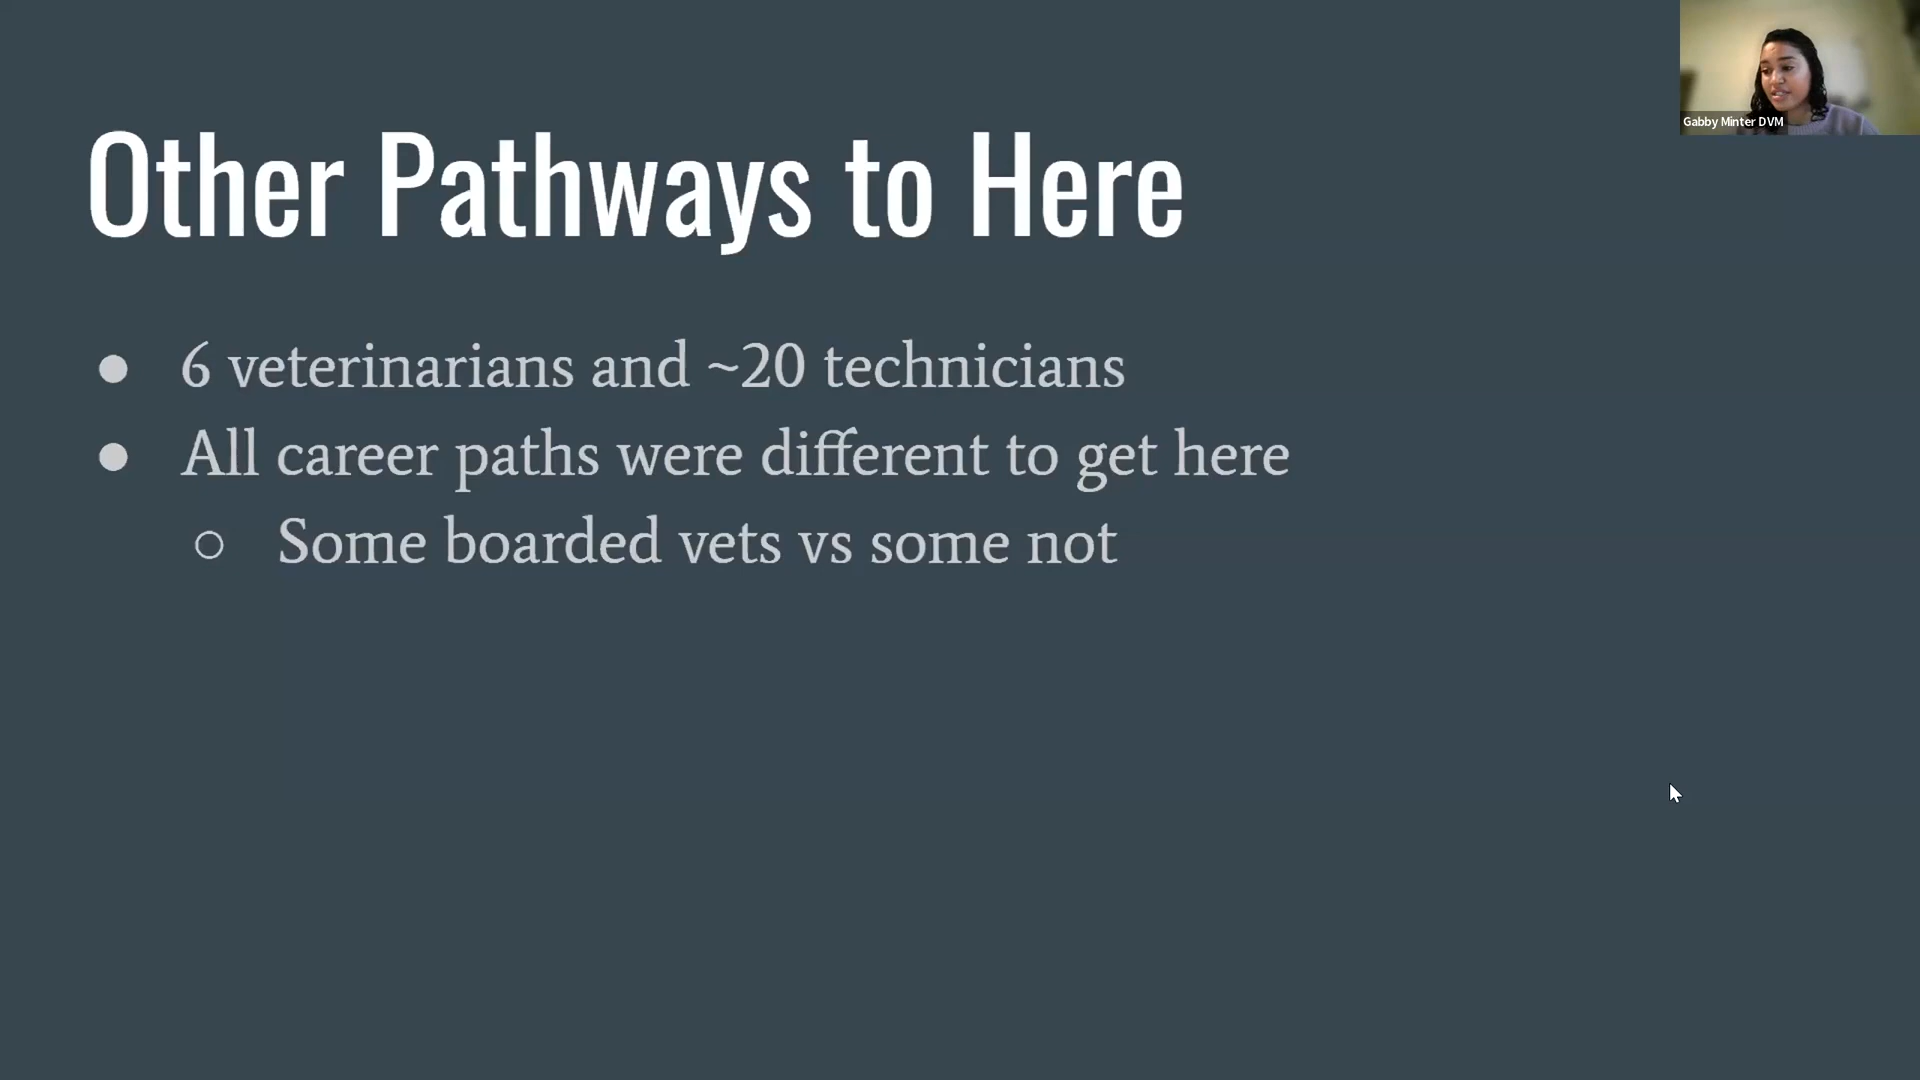 Gabby Minter DVM
Other Pathways to Here
● 6 veterinarians and ~20 technicians
● All career paths were different to get here
○ Some boarded vets vs some not